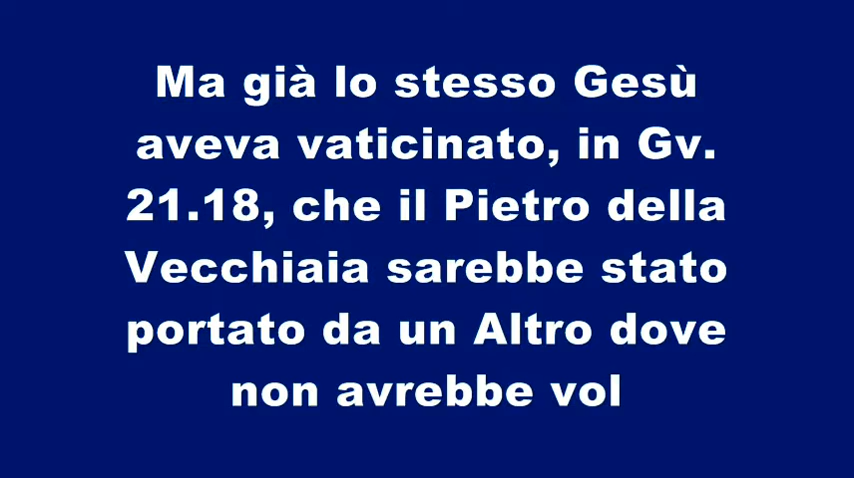 Ma già lo stesso Gesù
aveva vaticinato, in Gv.
21.18, che il Pietro della
Vecchiaia sarebbe stato
portato da un Altro dove
non avrebbe vol